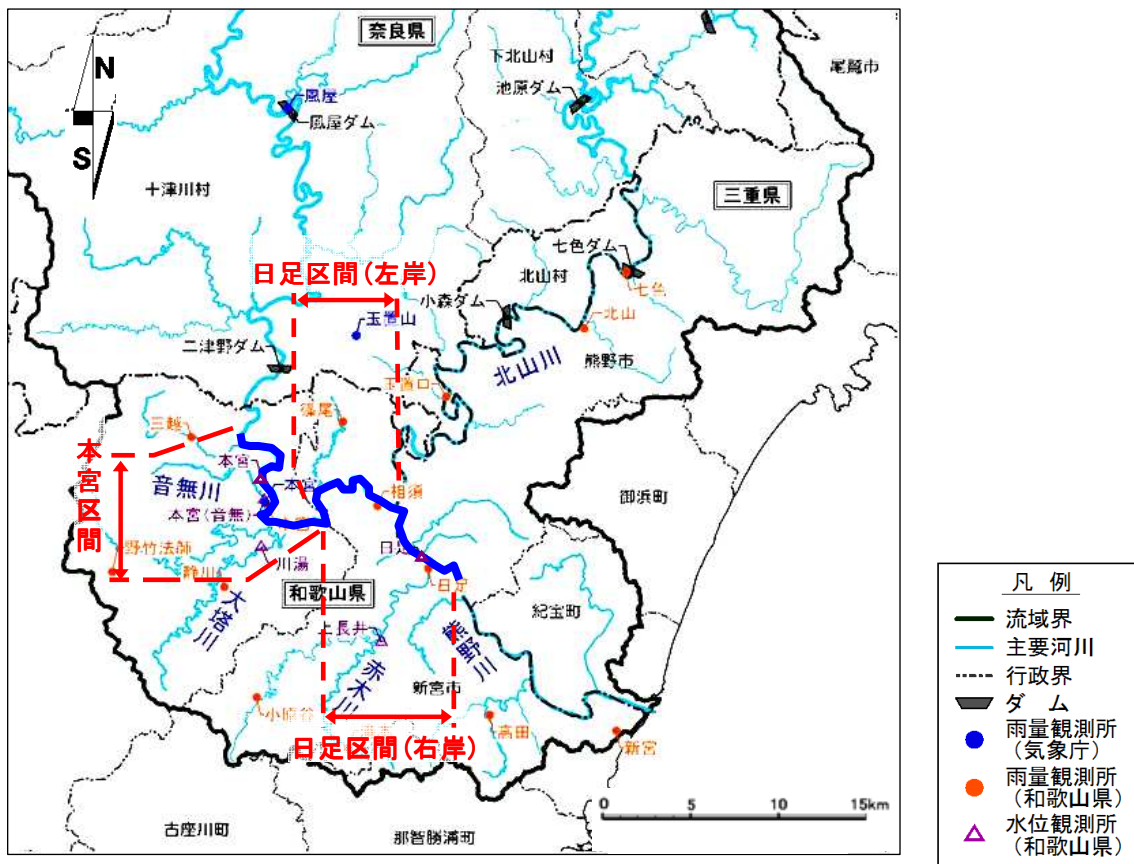 奈良県
下北山村
尾鷲市
池原ダム
N
風屋
風屋ダム
S
十津川村
三重県
七色ダム
日足区間(左岸)
北山村
七色
小森ダム
玉置山
北山
二津野ダム
熊野市
北山川
玉置口
篠尾
三越
本宮区間
本宮
音無川
本宮
御浜町
相須
本宮(音無)
日足
野竹法師
川湯
静川
日足
和歌山県
紀宝町
大塔川
上長井
熊野川
赤木川
新宮市
小原谷
高田
新宮
日足区間(右岸)
0 5 10 15km
古座川町
那智勝浦町
凡 例
流域界
主要河川
行政界
ダ ム
雨量観測所
(気象庁)
雨量観測所
(和歌山県)
水位観測所
(和歌山県)